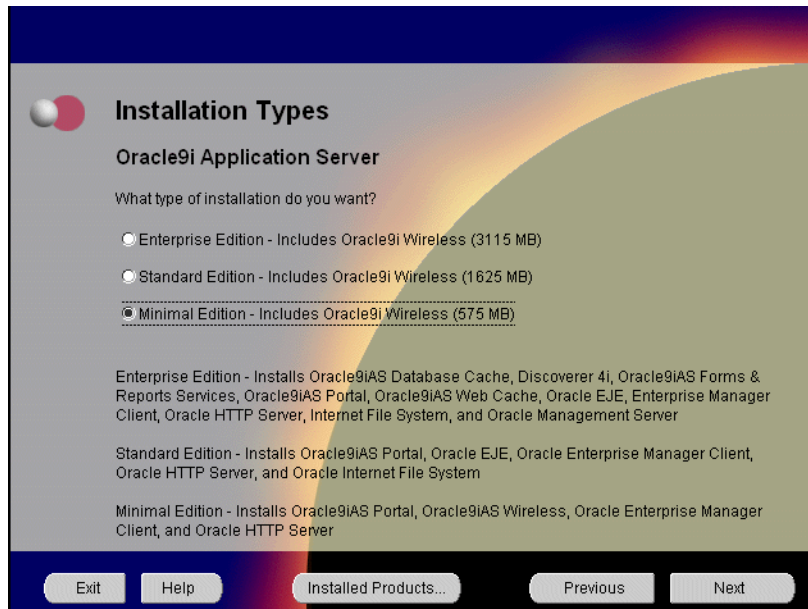 Installation Types
Oracle9i Application Server
What type of installation do you want?
Enterprise Edition - Includes Oracle9i Wireless (3115 MB)
Standard Edition - Includes Oracle9i Wireless (1625 MB)
Minimal Edition - Includes Oracle9i Wireless (575 MB)
Enterprise Edition - Installs Oracle9iAS Database Cache, Discoverer 4i, Oracle9iAS Forms &
Reports Services, Oracle9iAS Portal, Oracle9iAS Web Cache, Oracle EJE, Enterprise Manager
Client, Oracle HTTP Server, Internet File System, and Oracle Management Server
Standard Edition - Installs Oracle9iAS Portal, Oracle EJE, Oracle Enterprise Manager Client,
Oracle HTTP Server, and Oracle Internet File System
Minimal Edition - Installs Oracle9iAS Portal, Oracle9iAS Wireless, Oracle Enterprise Manager
Client, and Oracle HTTP Server
Exit Help Installed Products... Previous Next